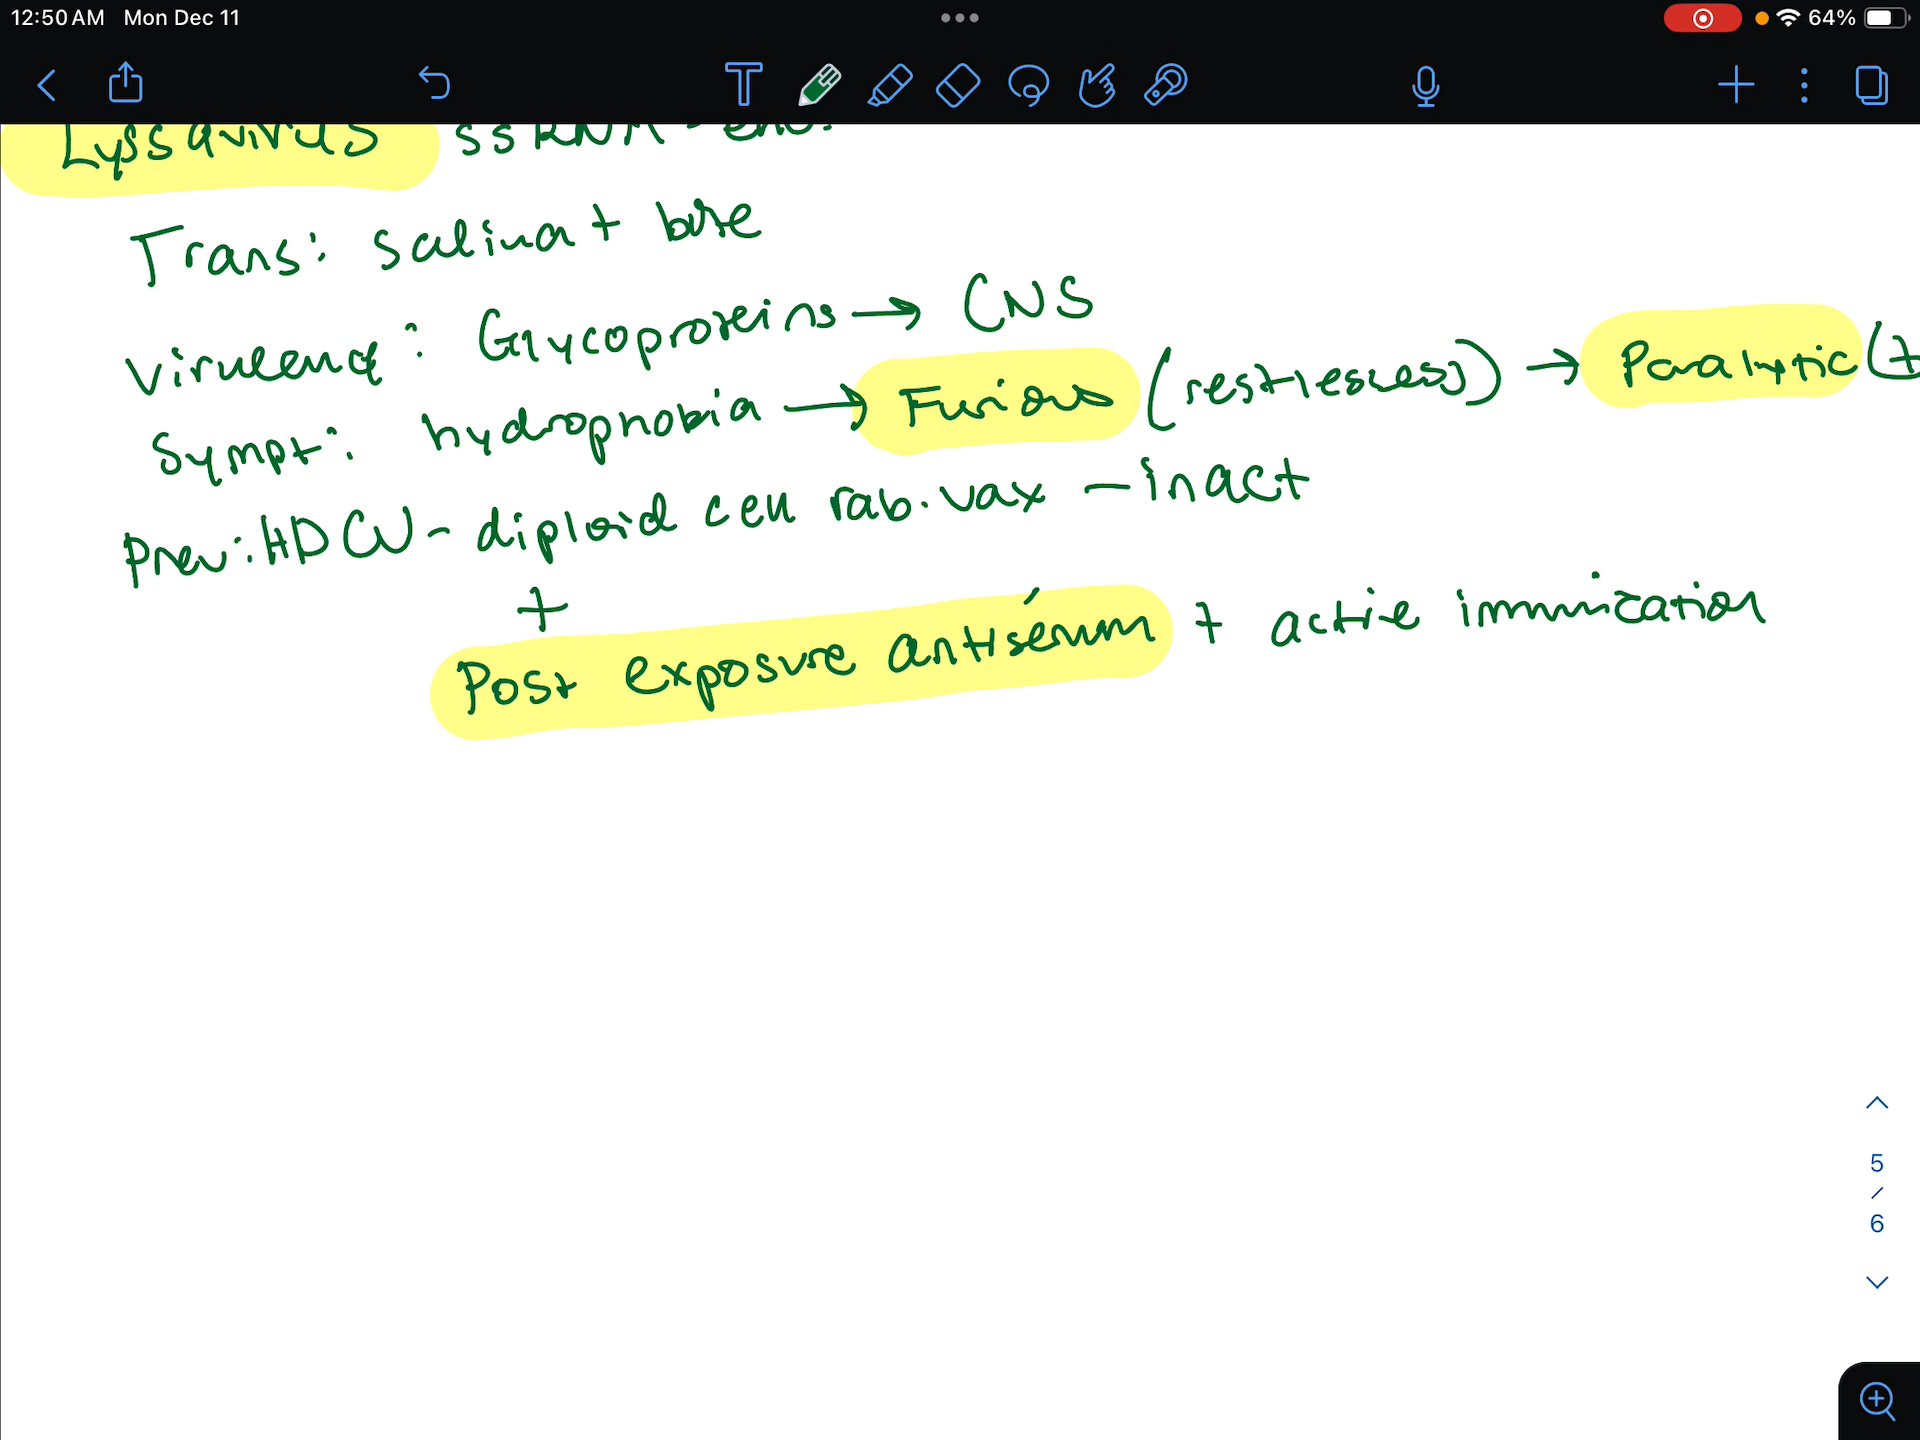 12:50 AM Mon Dec 11 64%
Lyssavirus ssRNA - env.
Trans: saliva + bite
Virulence: Glycoproteins → CNS
Sympt: hydrophobia → Furious (restlessness) → Paralytic (
Prev: HDCV - diploid cell rab. vax - inact
+
Post exposure antiserum + active immunization
5
/
6